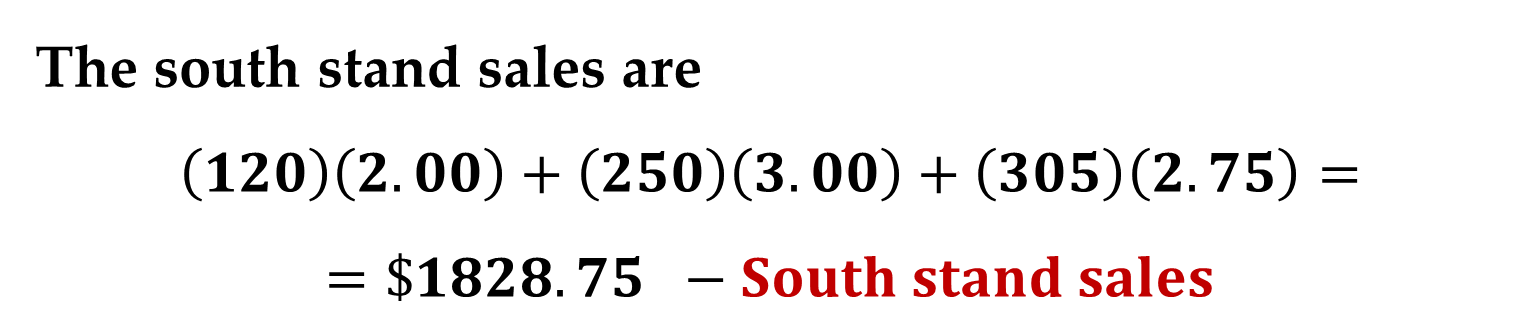 The south stand sales are
(120)(2.00) + (250)(3.00) + (305)(2.75) =
= $1828.75 – South stand sales